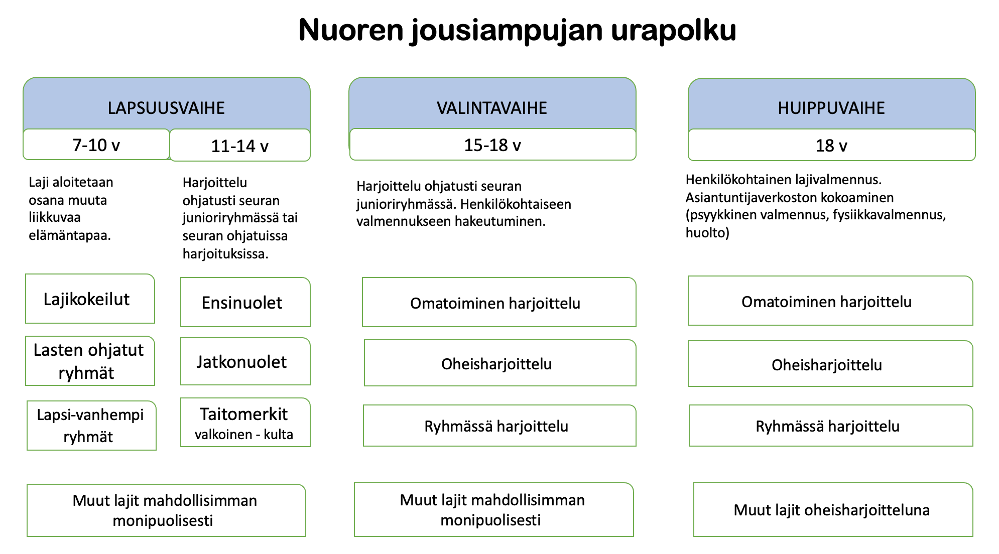 Nuoren jousiampujan urapolku
LAPSUUSVAIHE
7-10 v
11-14 v
Laji aloitetaan
osana muuta
liikkuvaa
elämäntapaa.
Harjoittelu
ohjatusti seuran
junioriryhmässä tai
seuran ohjatuissa
harjoituksissa.
Lajikokeilut
Lasten ohjatut
ryhmät
Lapsi-vanhempi
ryhmät
Ensinuolet
Jatkonuolet
Taitomerkit
valkoinen - kulta
Muut lajit mahdollisimman
monipuolisesti
VALINTAVAIHE
15-18 v
Harjoittelu ohjatusti seuran
junioriryhmässä. Henkilökohtaiseen
valmennukseen hakeutuminen.
Omatoiminen harjoittelu
Oheisharjoittelu
Ryhmässä harjoittelu
Muut lajit mahdollisimman
monipuolisesti
HUIPPUVAIHE
18 v
Henkilökohtainen lajivalmennus.
Asiantuntijaverkoston kokoaminen
(psyykkinen valmennus, fysiikkavalmennus,
huolto)
Omatoiminen harjoittelu
Oheisharjoittelu
Ryhmässä harjoittelu
Muut lajit oheisharjoitteluna